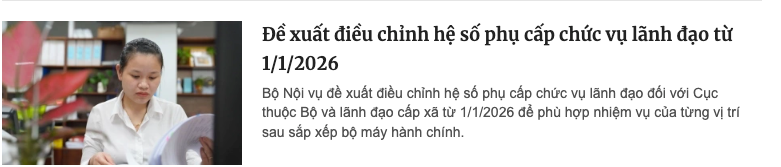 Đề xuất điều chỉnh hệ số phụ cấp chức vụ lãnh đạo từ
1/1/2026
Bộ Nội vụ đề xuất điều chỉnh hệ số phụ cấp chức vụ lãnh đạo đối với Cục
thuộc Bộ và lãnh đạo cấp xã từ 1/1/2026 để phù hợp nhiệm vụ của từng vị trí
sau sắp xếp bộ máy hành chính.